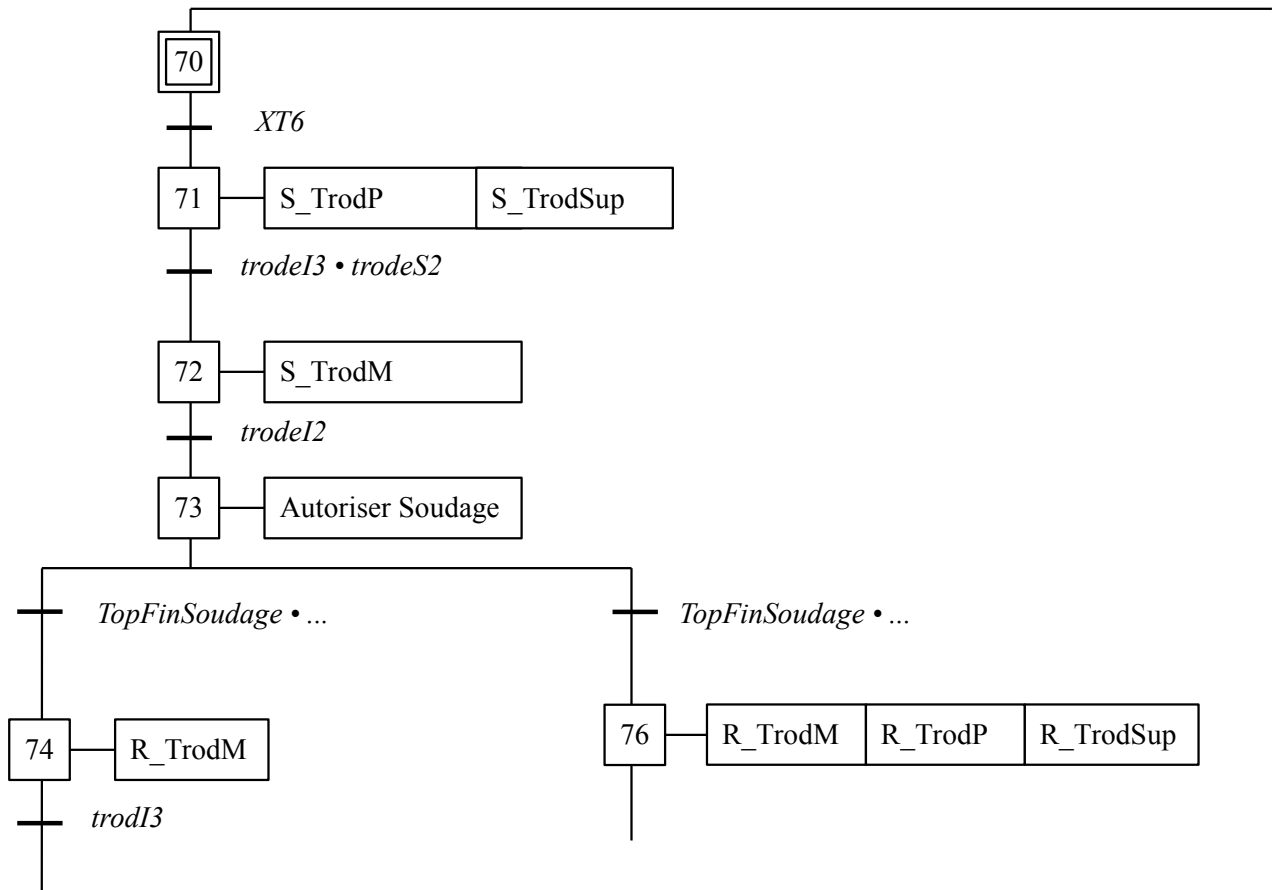 70
XT6
71 S_TrodP S_TrodSup
trodeI3 • trodeS2
72 S_TrodM
trodeI2
73 Autoriser Soudage
TopFinSoudage • ... TopFinSoudage • ...
74 R_TrodM 76 R_TrodM R_TrodP R_TrodSup
trodI3